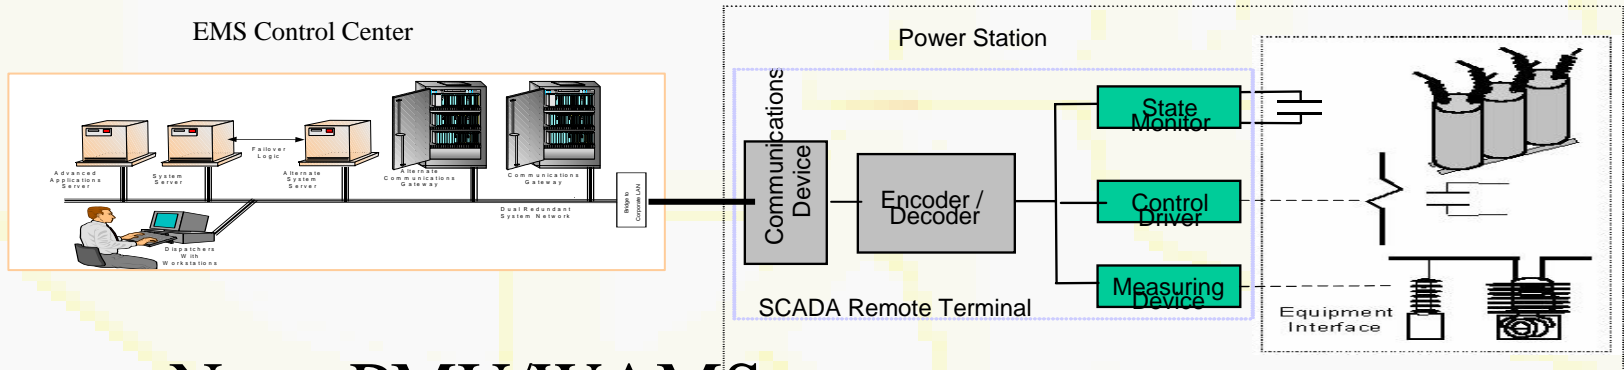 EMS Control Center
Power Station
Failover
Logic
Advanced
Applications
Server
System
Server
Alternate
System
Server
Alternate
Communications
Gateway
Communications
Gateway
Dual Redundant
System Network
Bridge to
Corporate LAN
Dispatchers
With
Workstations
Communications
Device
Encoder /
Decoder
State
Monitor
Control
Driver
Measuring
Device
SCADA Remote Terminal
Equipment
Interface